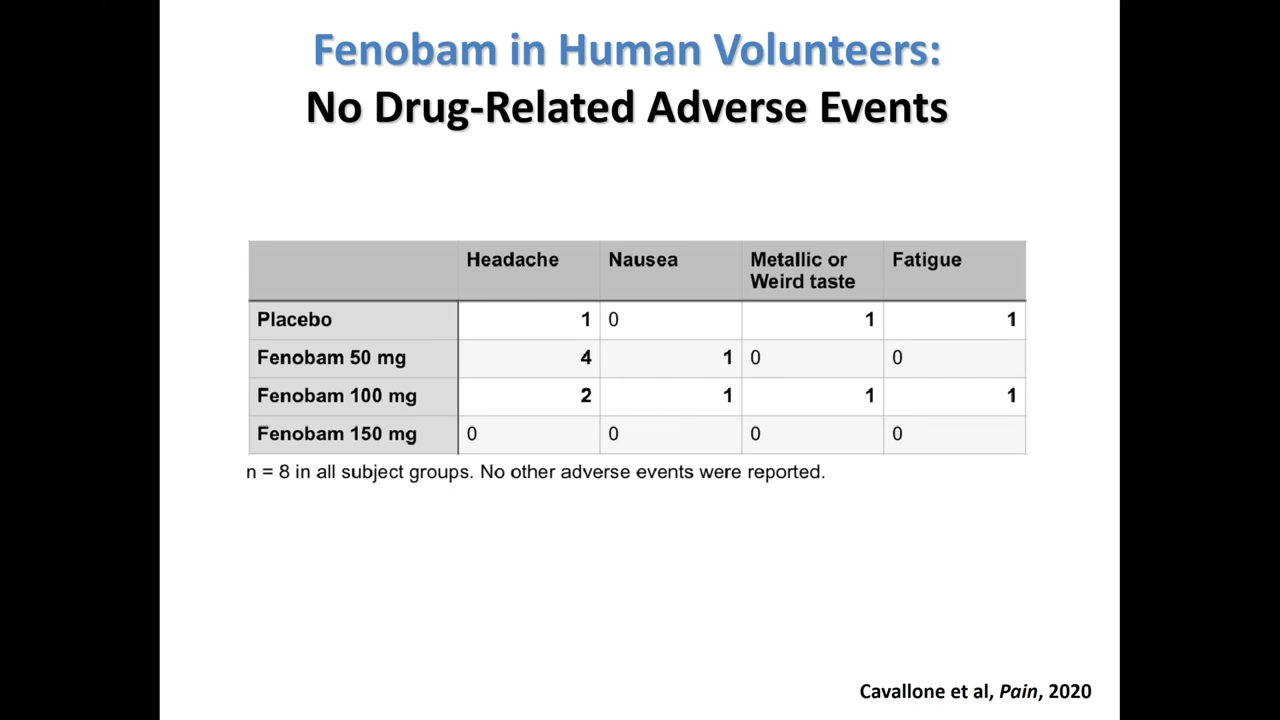 Fenobam in Human Volunteers:
No Drug-Related Adverse Events
Headache Nausea Metallic or Weird taste Fatigue
Placebo 1 0 1 1
Fenobam 50 mg 4 1 0 0
Fenobam 100 mg 2 1 1 1
Fenobam 150 mg 0 0 0 0
n = 8 in all subject groups. No other adverse events were reported.
Cavallone et al, Pain, 2020